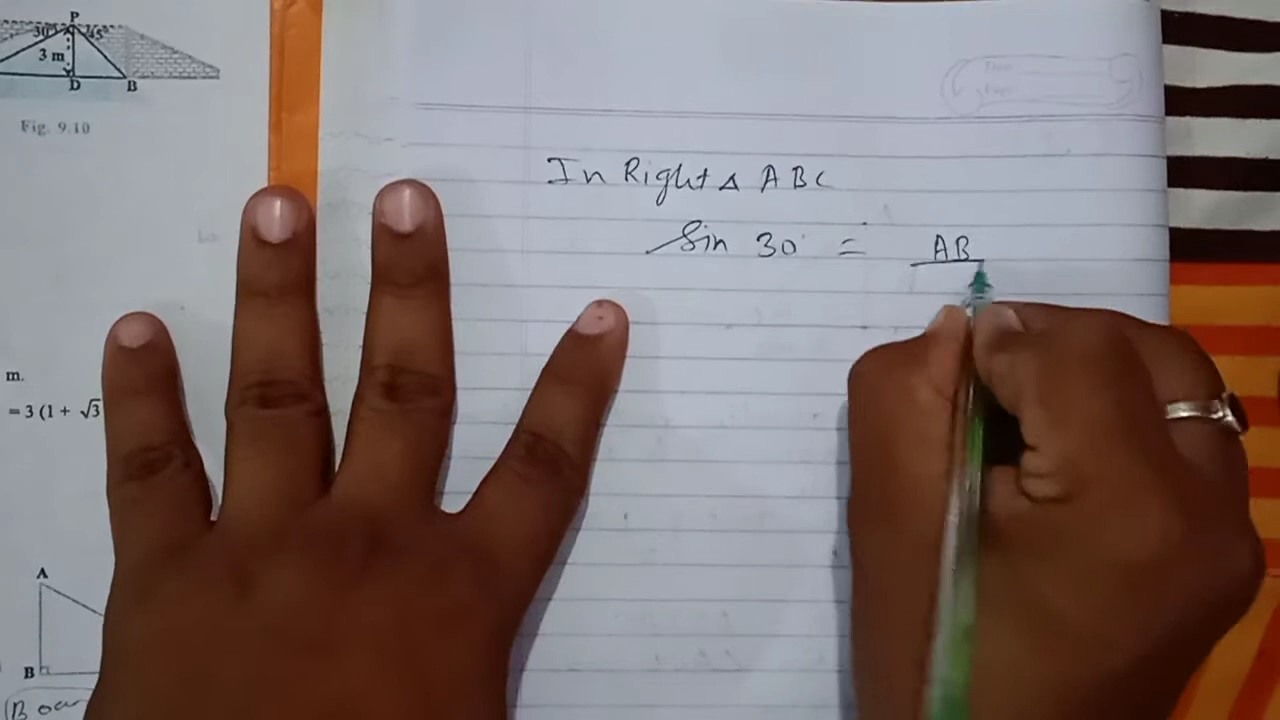 P
30° 45°
3 m
D B
Fig. 9.10
In Right △ ABC
Sin 30° = AB
m.
= 3 (1 + √3
A
B